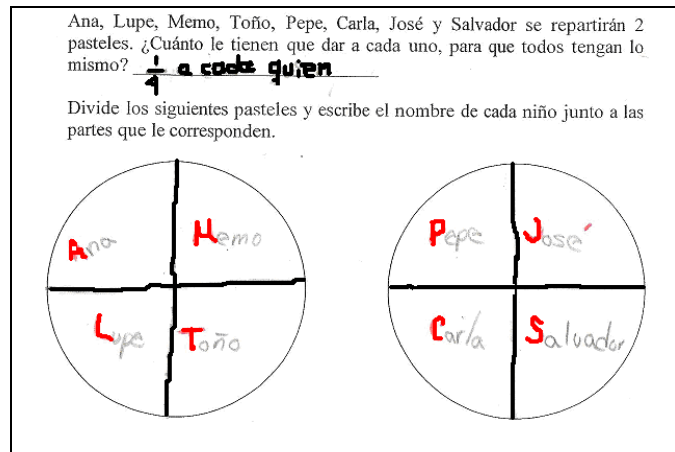 Ana, Lupe, Memo, Toño, Pepe, Carla, José y Salvador se repartirán 2
pasteles. ¿Cuánto le tienen que dar a cada uno, para que todos tengan lo
mismo? 1/4 a cada quien
Divide los siguientes pasteles y escribe el nombre de cada niño junto a las
partes que le corresponden.
Ana Memo Pepe José
Lupe Toño Carla Salvador